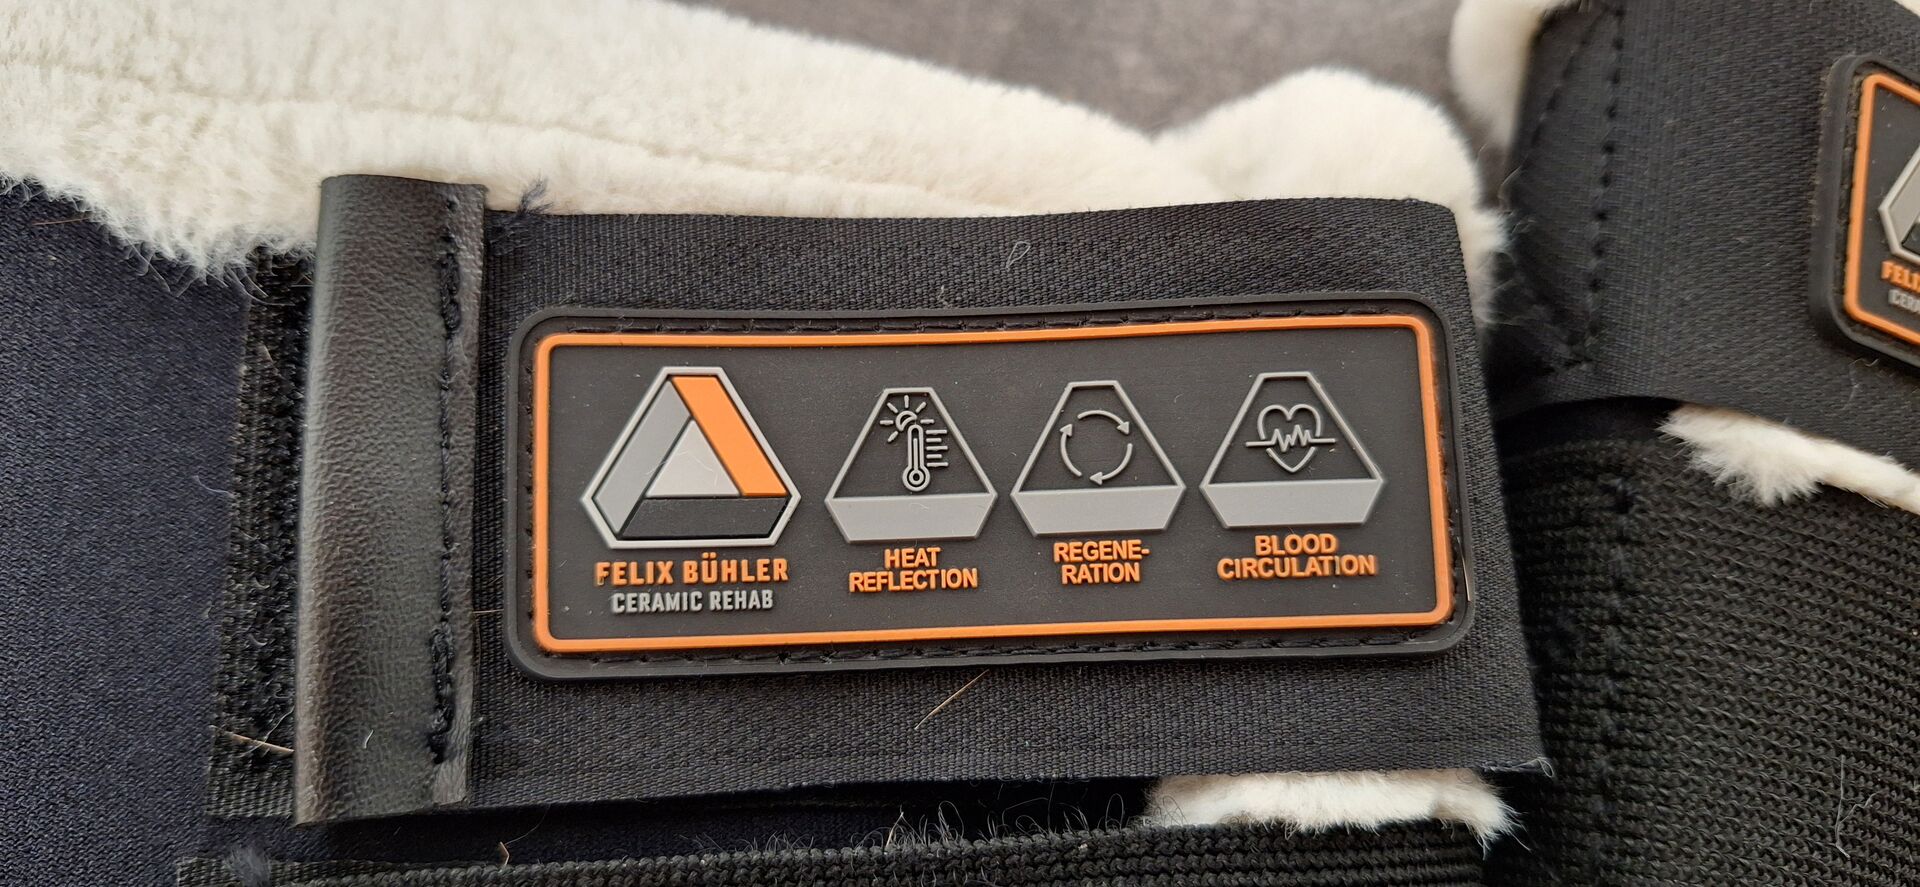 FELIX BÜHLER
CERAMIC REHAB
HEAT
REFLECTION
REGENE-
RATION
BLOOD
CIRCULATION